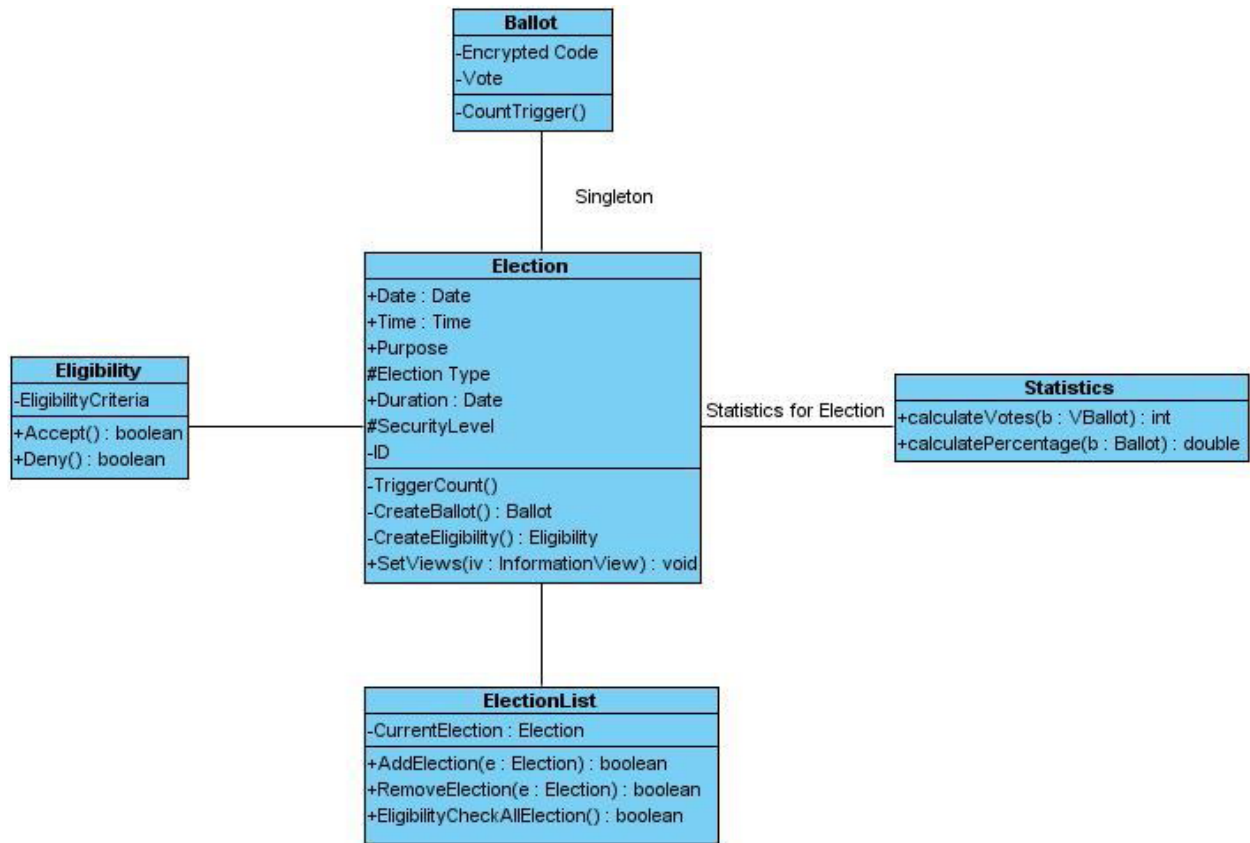 Ballot
-Encrypted Code
-Vote
-CountTrigger()
Singleton
Election
+Date : Date
+Time : Time
+Purpose
#Election Type
+Duration : Date
#SecurityLevel
-ID
-TriggerCount()
-CreateBallot() : Ballot
-CreateEligibility() : Eligibility
+SetViews(iv : InformationView) : void
Eligibility
-EligibilityCriteria
+Accept() : boolean
+Deny() : boolean
Statistics for Election
Statistics
+calculateVotes(b : VBallot) : int
+calculatePercentage(b : Ballot) : double
ElectionList
-CurrentElection : Election
+AddElection(e : Election) : boolean
+RemoveElection(e : Election) : boolean
+EligibilityCheckAllElection() : boolean